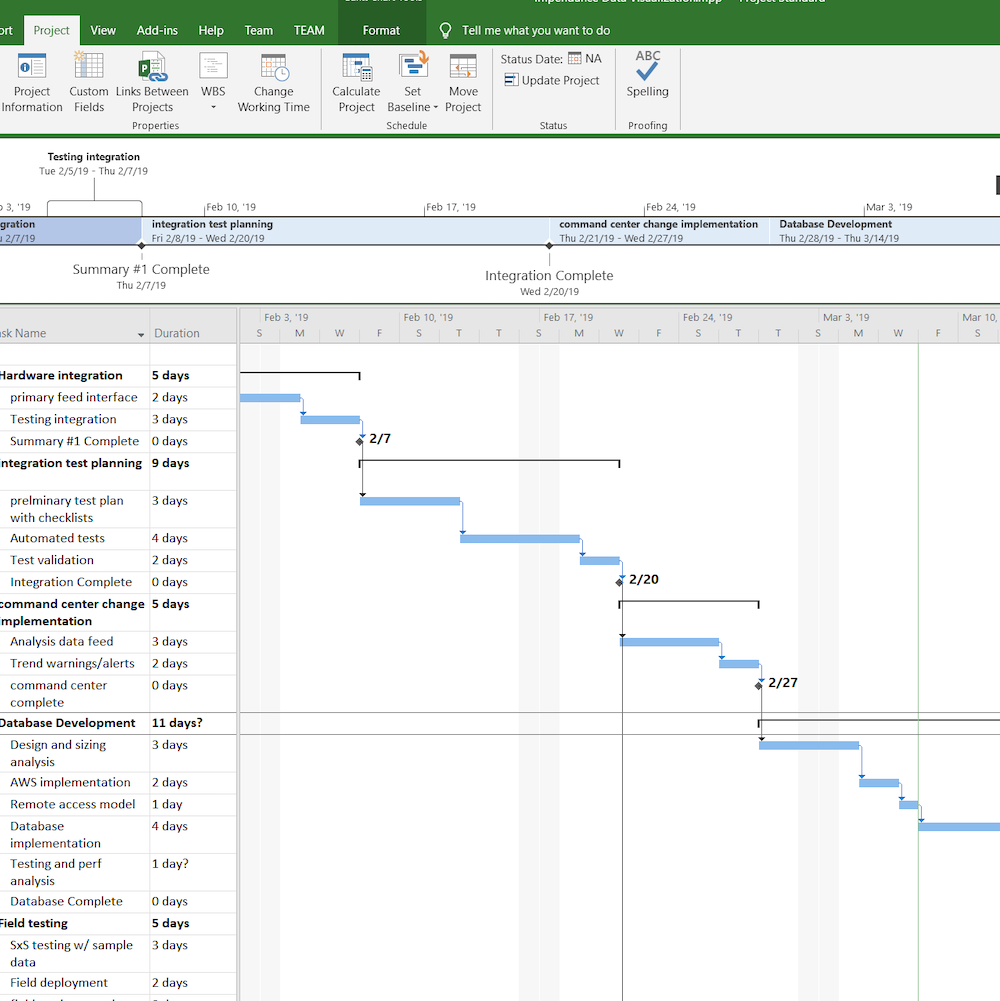 Project View Add-ins Help Team TEAM Format Tell me what you want to do
Project Information
Custom Fields
Links Between Projects
WBS
Change Working Time
Properties
Calculate Project
Set Baseline
Move Project
Schedule
Status Date: NA
Update Project
Status
ABC
Spelling
Proofing
Testing integration
Tue 2/5/19 - Thu 2/7/19
3, '19 Feb 10, '19 Feb 17, '19 Feb 24, '19 Mar 3, '19
integration test planning command center change implementation Database Development
2/7/19 Fri 2/8/19 - Wed 2/20/19 Thu 2/21/19 - Wed 2/27/19 Thu 2/28/19 - Thu 3/14/19
Summary #1 Complete
Thu 2/7/19
Integration Complete
Wed 2/20/19
Name Duration
Feb 3, '19 Feb 10, '19 Feb 17, '19 Feb 24, '19 Mar 3, '19 Mar 10,
S M W F S T T S M W F S T T S M W F S
Hardware integration 5 days
primary feed interface 2 days
Testing integration 3 days
Summary #1 Complete 0 days 2/7
integration test planning 9 days
prelminary test plan
with checklists 3 days
Automated tests 4 days
Test validation 2 days
Integration Complete 0 days 2/20
command center change
implementation 5 days
Analysis data feed 3 days
Trend warnings/alerts 2 days
command center
complete 0 days 2/27
Database Development 11 days?
Design and sizing
analysis 3 days
AWS implementation 2 days
Remote access model 1 day
Database
implementation 4 days
Testing and perf
analysis 1 day?
Database Complete 0 days
Field testing 5 days
SxS testing w/ sample
data 3 days
Field deployment 2 days